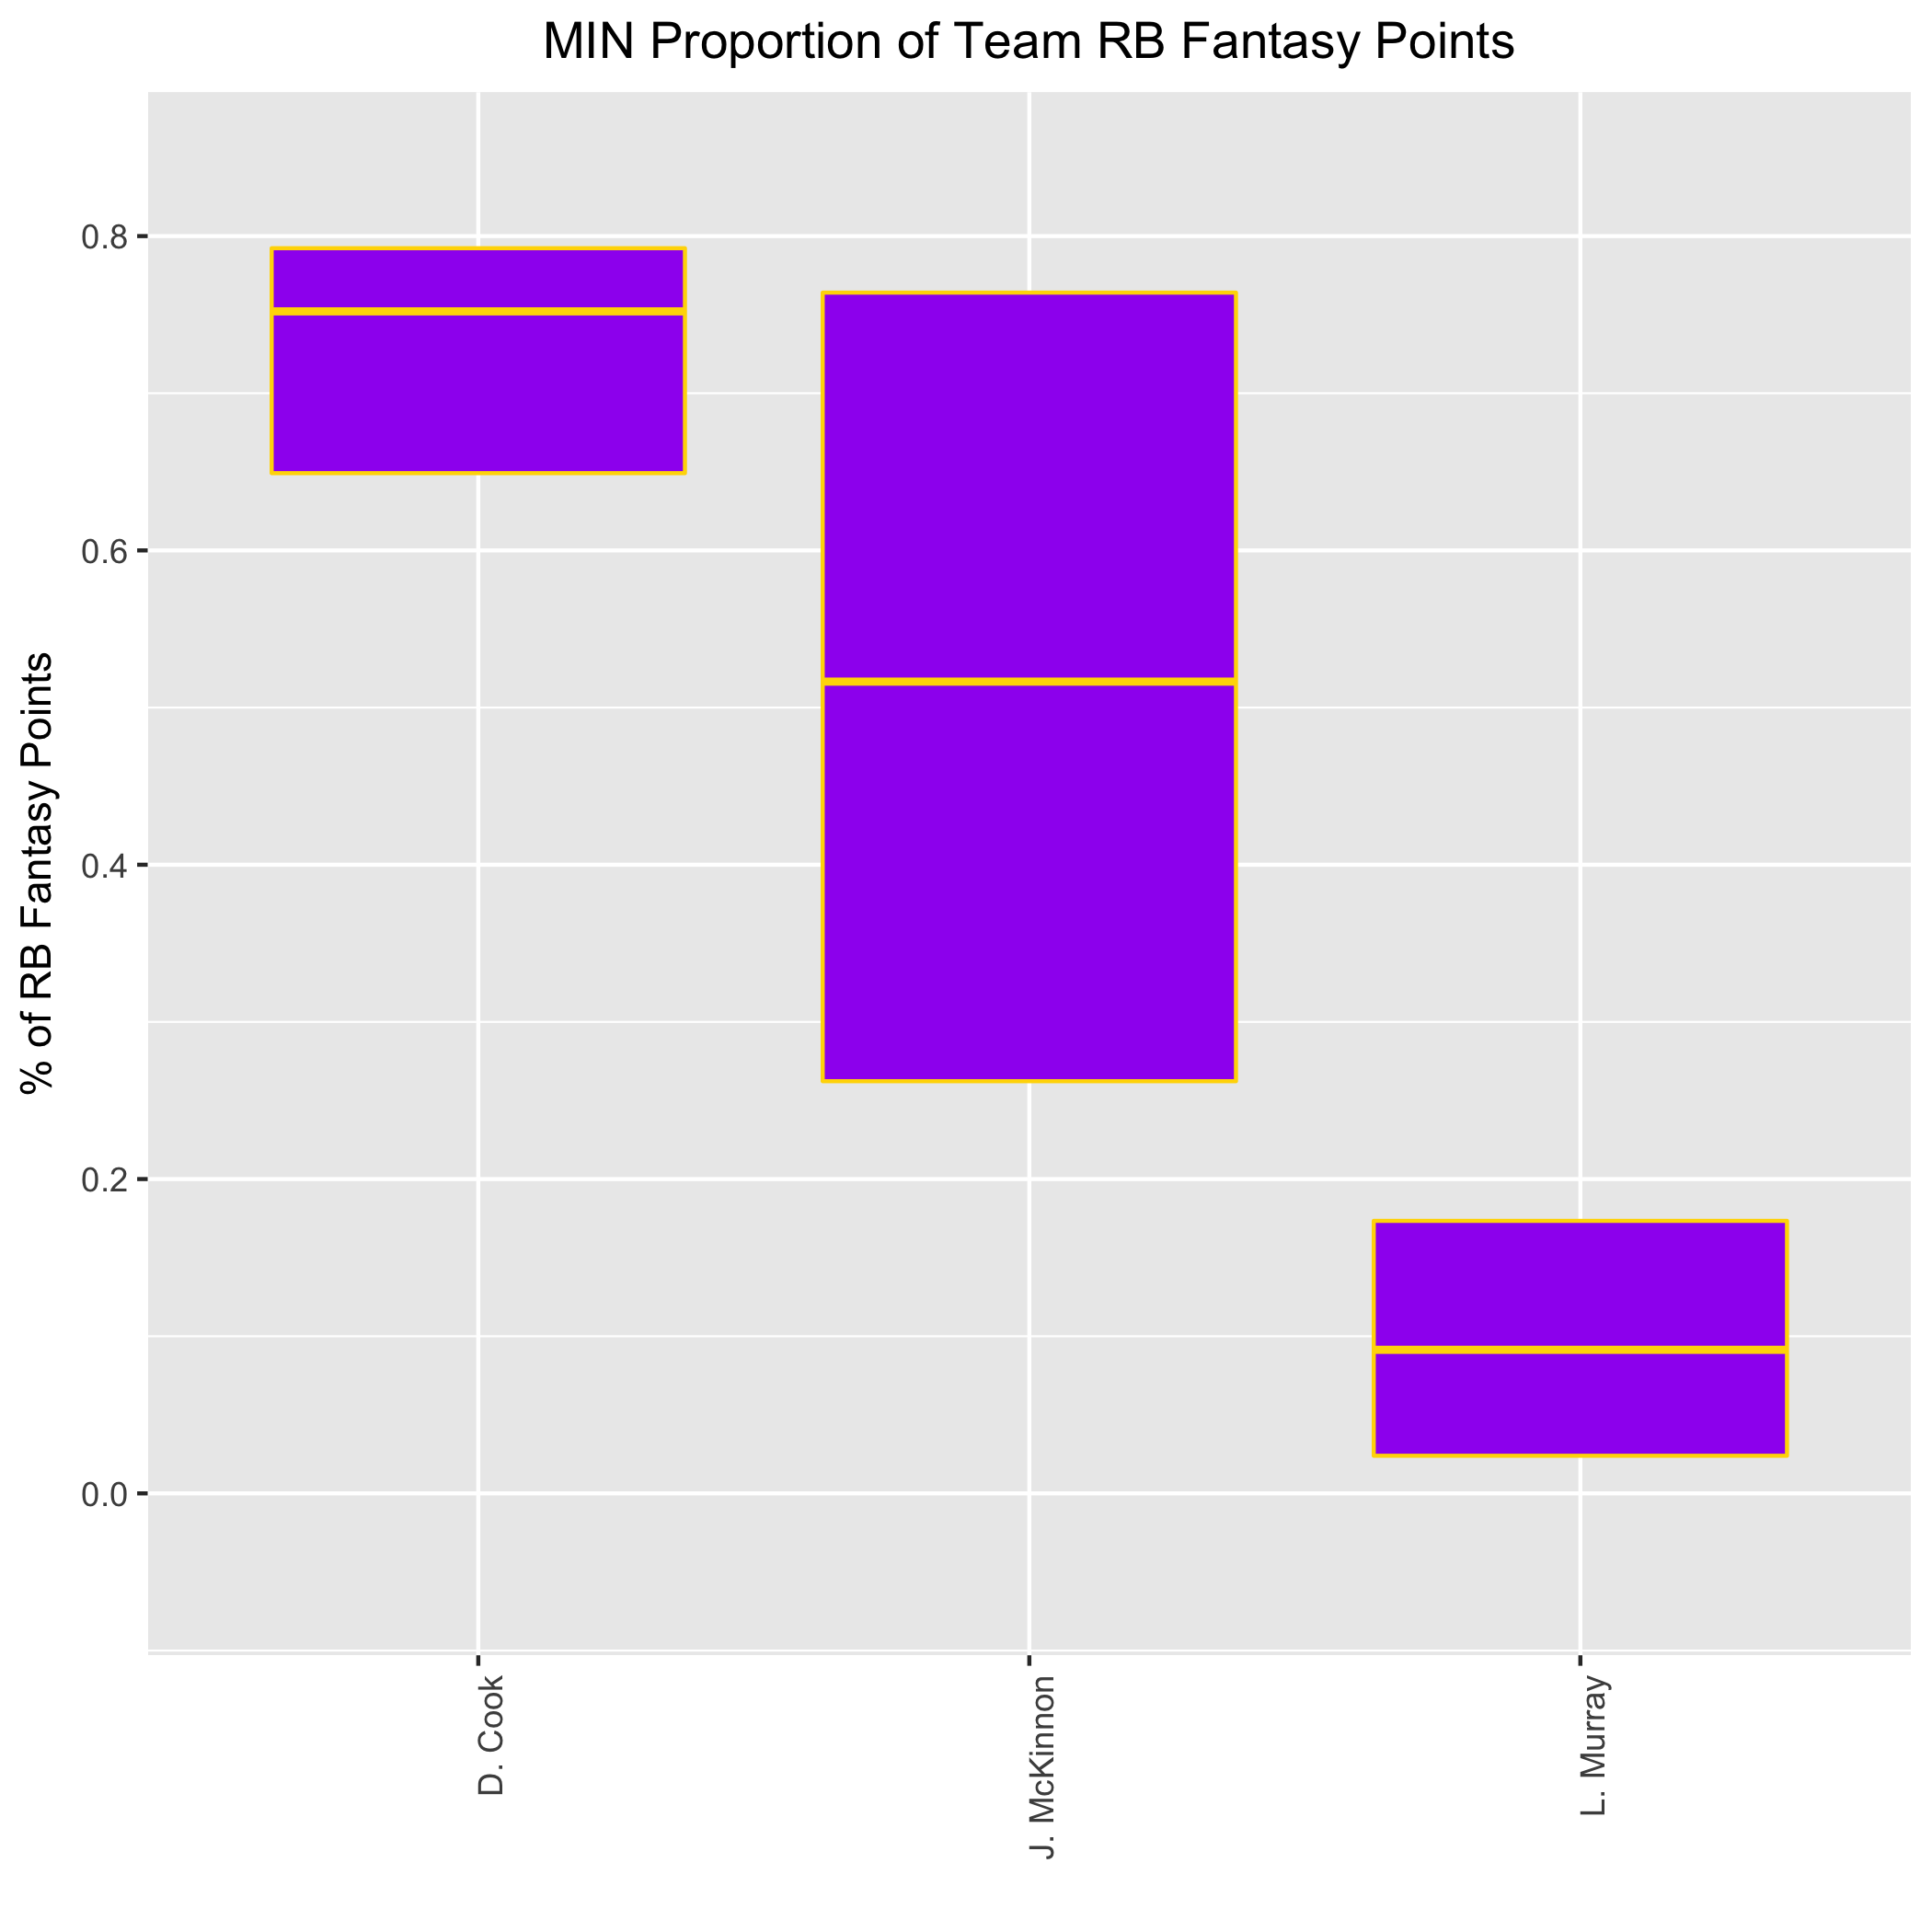 MIN Proportion of Team RB Fantasy Points
% of RB Fantasy Points
0.8
0.6
0.4
0.2
0.0
D. Cook
J. McKinnon
L. Murray